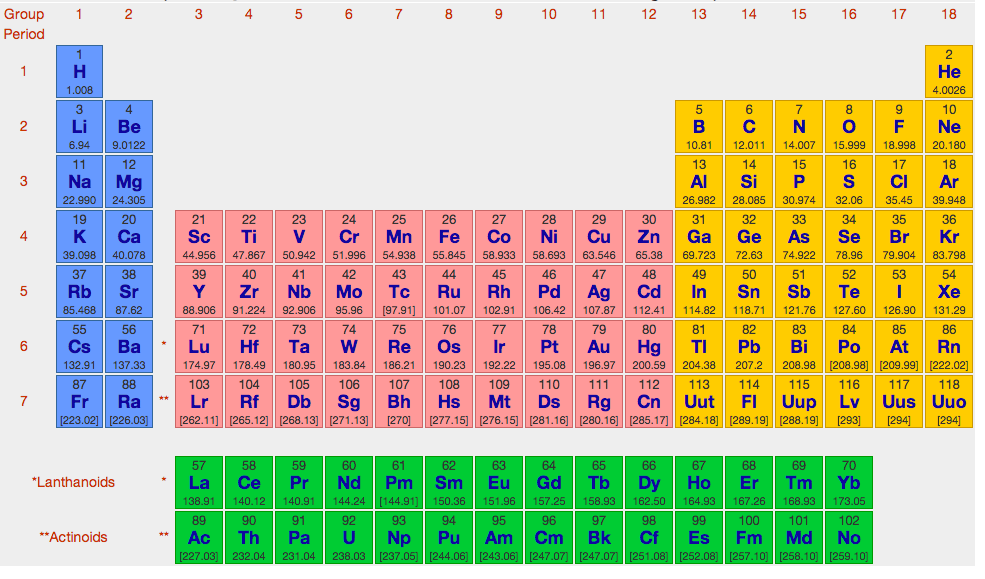 Group 1 2 3 4 5 6 7 8 9 10 11 12 13 14 15 16 17 18
Period
1 2
1 H He
1.008 4.0026
3 4 5 6 7 8 9 10
2 Li Be B C N O F Ne
6.94 9.0122 10.81 12.011 14.007 15.999 18.998 20.180
11 12 13 14 15 16 17 18
3 Na Mg Al Si P S Cl Ar
22.990 24.305 26.982 28.085 30.974 32.06 35.45 39.948
19 20 21 22 23 24 25 26 27 28 29 30 31 32 33 34 35 36
4 K Ca Sc Ti V Cr Mn Fe Co Ni Cu Zn Ga Ge As Se Br Kr
39.098 40.078 44.956 47.867 50.942 51.996 54.938 55.845 58.933 58.693 63.546 65.38 69.723 72.63 74.922 78.96 79.904 83.798
37 38 39 40 41 42 43 44 45 46 47 48 49 50 51 52 53 54
5 Rb Sr Y Zr Nb Mo Tc Ru Rh Pd Ag Cd In Sn Sb Te I Xe
85.468 87.62 88.906 91.224 92.906 95.96 [97.91] 101.07 102.91 106.42 107.87 112.41 114.82 118.71 121.76 127.60 126.90 131.29
55 56 71 72 73 74 75 76 77 78 79 80 81 82 83 84 85 86
6 Cs Ba * Lu Hf Ta W Re Os Ir Pt Au Hg Tl Pb Bi Po At Rn
132.91 137.33 174.97 178.49 180.95 183.84 186.21 190.23 192.22 195.08 196.97 200.59 204.38 207.2 208.98 [208.98] [209.99] [222.02]
87 88 103 104 105 106 107 108 109 110 111 112 113 114 115 116 117 118
7 Fr Ra ** Lr Rf Db Sg Bh Hs Mt Ds Rg Cn Uut Fl Uup Lv Uus Uuo
[223.02] [226.03] [262.11] [265.12] [268.13] [271.13] [270] [277.15] [276.15] [281.16] [280.16] [285.17] [284.18] [289.19] [288.19] [293] [294] [294]
57 58 59 60 61 62 63 64 65 66 67 68 69 70
*Lanthanoids * La Ce Pr Nd Pm Sm Eu Gd Tb Dy Ho Er Tm Yb
138.91 140.12 140.91 144.24 [144.91] 150.36 151.96 157.25 158.93 162.50 164.93 167.26 168.93 173.05
89 90 91 92 93 94 95 96 97 98 99 100 101 102
**Actinoids ** Ac Th Pa U Np Pu Am Cm Bk Cf Es Fm Md No
[227.03] 232.04 231.04 238.03 [237.05] [244.06] [243.06] [247.07] [247.07] [251.08] [252.08] [257.10] [258.10] [259.10]